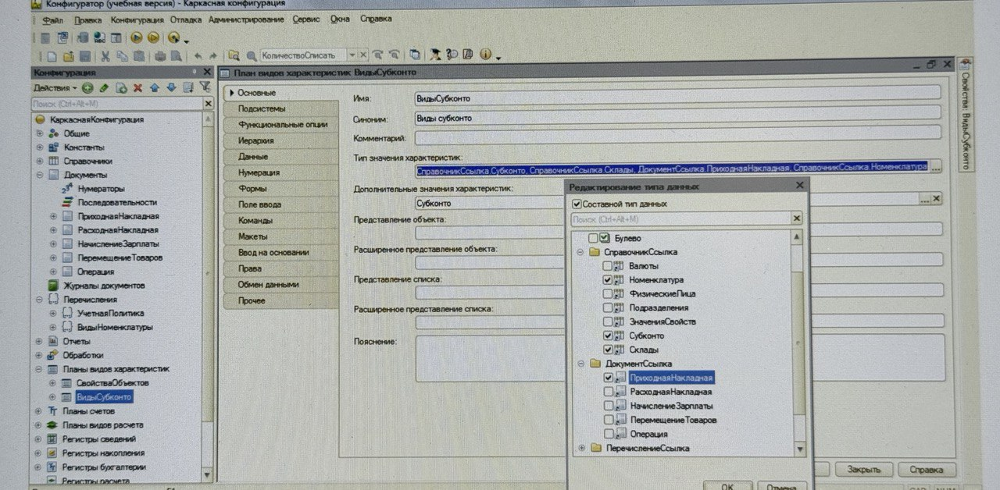 Конфигуратор (учебная версия) - Каркасная конфигурация
Файл Правка Конфигурация Отладка Администрирование Сервис Окна Справка
КоличествоСписать
Конфигурация
Действия
Поиск (Ctrl+Alt+M)
КаркаснаяКонфигурация
Общие
Константы
Справочники
Документы
Нумераторы
Последовательности
ПриходнаяНакладная
РасходнаяНакладная
НачислениеЗарплаты
ПеремещениеТоваров
Операция
Журналы документов
Перечисления
УчетнаяПолитика
ВидыНоменклатуры
Отчеты
Обработки
Планы видов характеристик
СвойстваОбъектов
ВидыСубконто
Планы счетов
Планы видов расчета
Регистры сведений
Регистры накопления
Регистры бухгалтерии
Регистры расчета
План видов характеристик ВидыСубконто
Основные
Подсистемы
Функциональные опции
Иерархия
Данные
Нумерация
Формы
Поле ввода
Команды
Макеты
Ввод на основании
Права
Обмен данными
Прочее
Имя: ВидыСубконто
Синоним: Виды субконто
Комментарий:
Тип значения характеристик:
СправочникСсылка.Субконто, СправочникСсылка.Склады, ДокументСсылка.ПриходнаяНакладная, СправочникСсылка.Номенклатура ...
Дополнительные значения характеристик:
Субконто ... ×
Представление объекта:
Расширенное представление объекта:
Представление списка:
Расширенное представление списка:
Пояснение:
Редактирование типа данных
Составной тип данных
Поиск (Ctrl+Alt+M)
Булево
СправочникСсылка
Валюты
Номенклатура
ФизическиеЛица
Подразделения
ЗначенияСвойств
Субконто
Склады
ДокументСсылка
ПриходнаяНакладная
РасходнаяНакладная
НачислениеЗарплаты
ПеремещениеТоваров
Операция
ПеречислениеСсылка
OK Отмена
Закрыть Справка
Свойства: ВидыСубконто